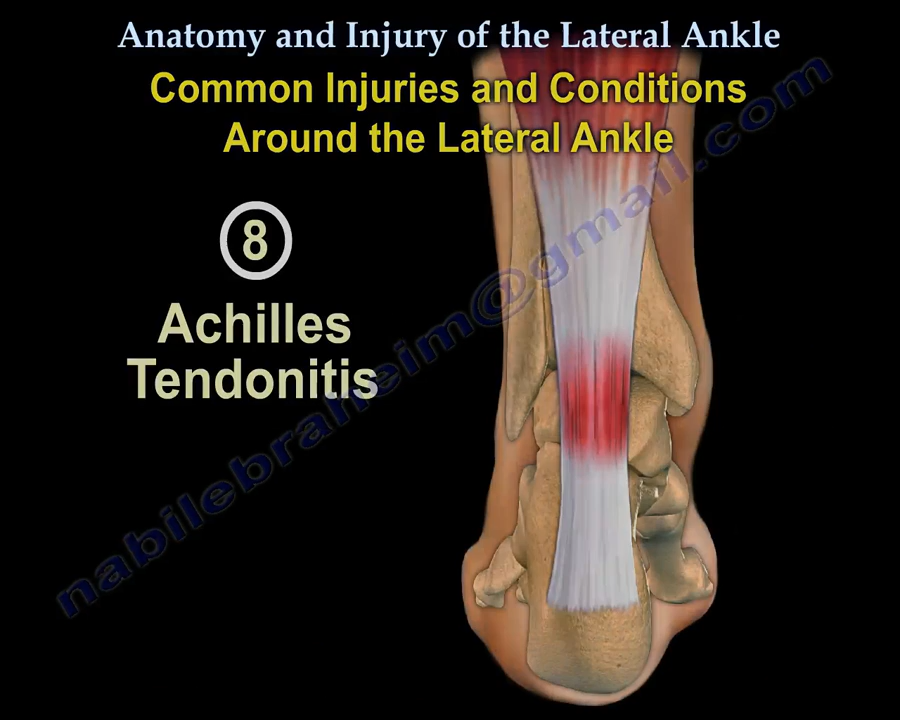 Anatomy and Injury of the Lateral Ankle
Common Injuries and Conditions
Around the Lateral Ankle
8
Achilles
Tendonitis
nabilebraheim@gmail.com